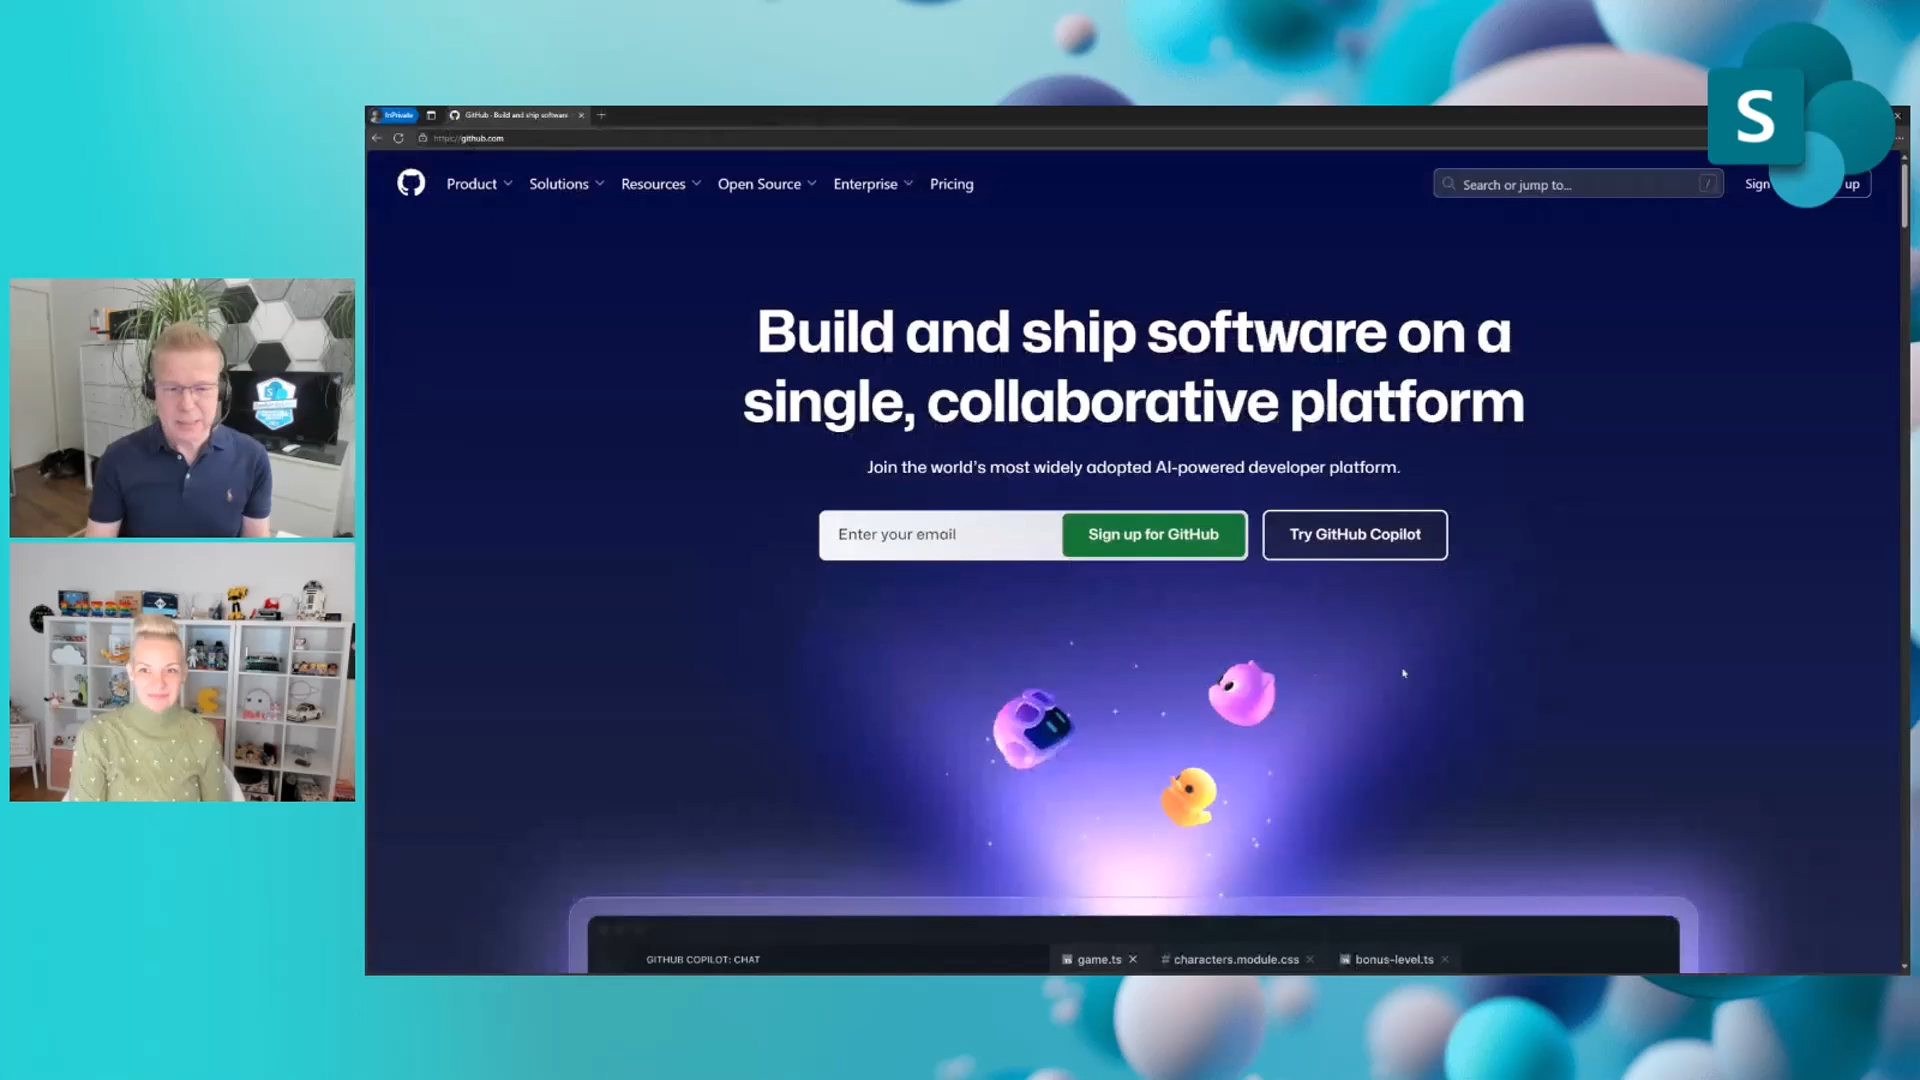 InPrivate
GitHub · Build and ship software
https://github.com
Product
Solutions
Resources
Open Source
Enterprise
Pricing
Search or jump to...
/
Sign
up
S
Build and ship software on a
single, collaborative platform
Join the world's most widely adopted AI-powered developer platform.
Enter your email
Sign up for GitHub
Try GitHub Copilot
GITHUB COPILOT: CHAT
game.ts
# characters.module.css
bonus-level.ts